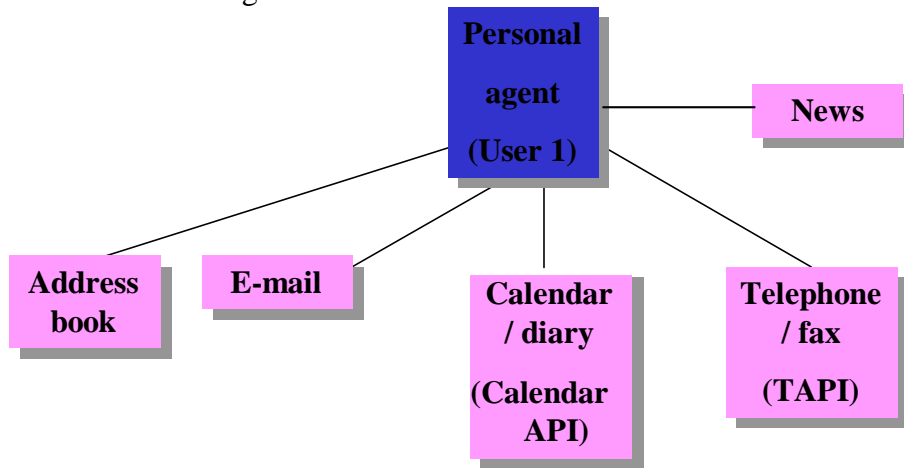 Personal
agent
(User 1)
News
Address
book
E-mail
Calendar
/ diary
(Calendar
API)
Telephone
/ fax
(TAPI)